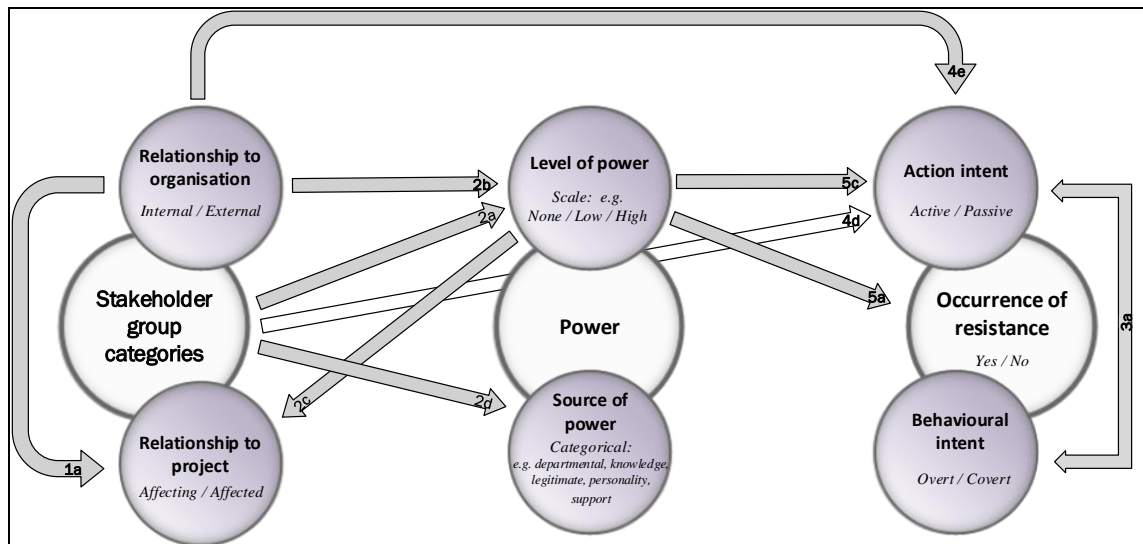 4e
Relationship to
organisation
Internal / External
2b
Level of power
Scale: e.g.
None / Low / High
5c
Action intent
Active / Passive
2a
4d
Stakeholder
group
categories
Power
5a
Occurrence of
resistance
Yes / No
3a
2c
2d
Relationship to
project
Affecting / Affected
1a
Source of
power
Categorical:
e.g. departmental, knowledge,
legitimate, personality,
support
Behavioural
intent
Overt / Covert